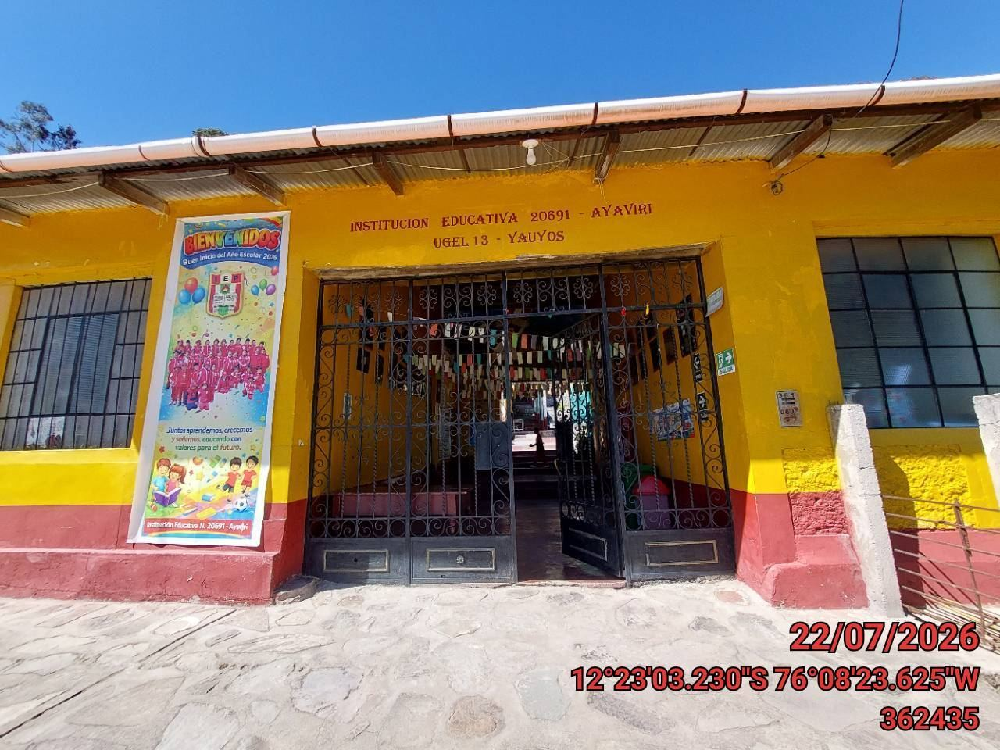 INSTITUCION EDUCATIVA 20691 - AYAVIRI
UGEL 13 - YAUYOS
BIENVENIDOS
Buen Inicio del Año Escolar 2026
I E P
Juntos aprendemos, crecemos
y soñamos, educando con
valores para el futuro.
Institución Educativa N. 20691 - Ayaviri
SALIDA
22/07/2026
12°23'03.230"S 76°08'23.625"W
362435